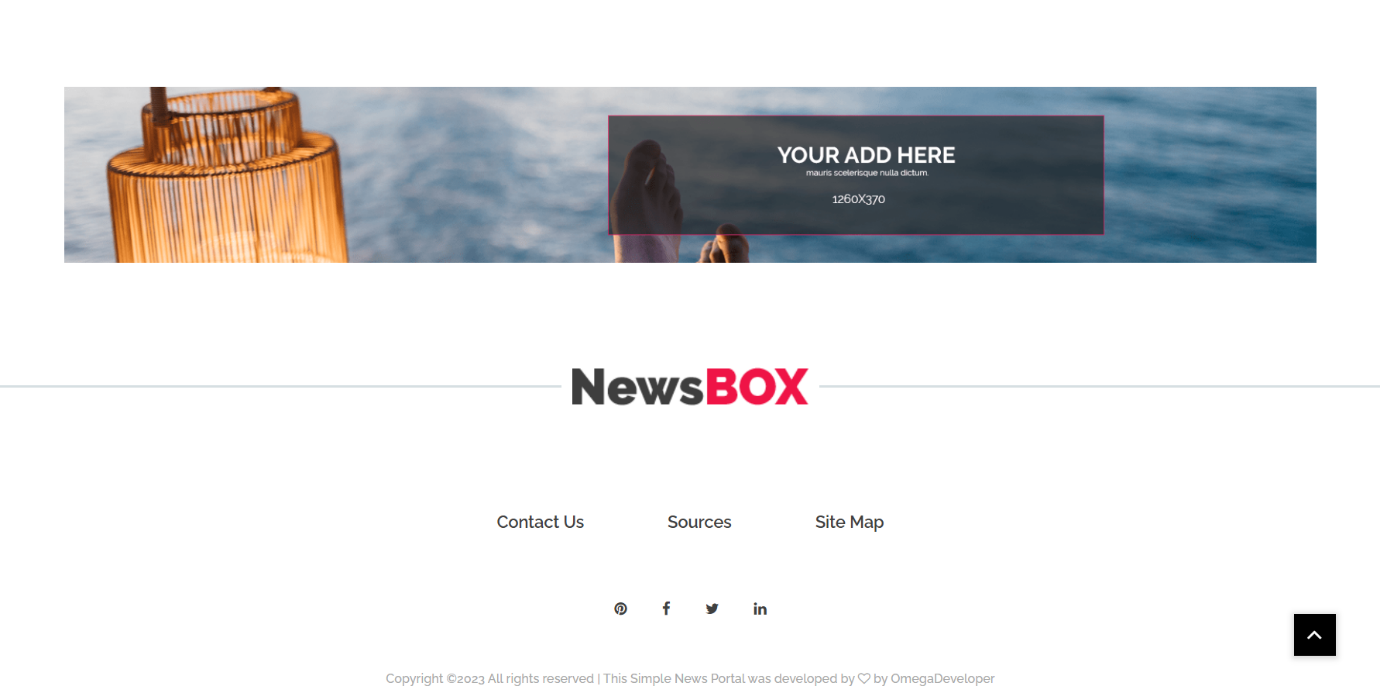 YOUR ADD HERE
mauris scelerisque nulla dictum.
1260X370
NewsBOX
Contact Us Sources Site Map
Copyright ©2023 All rights reserved | This Simple News Portal was developed by ♡ by OmegaDeveloper